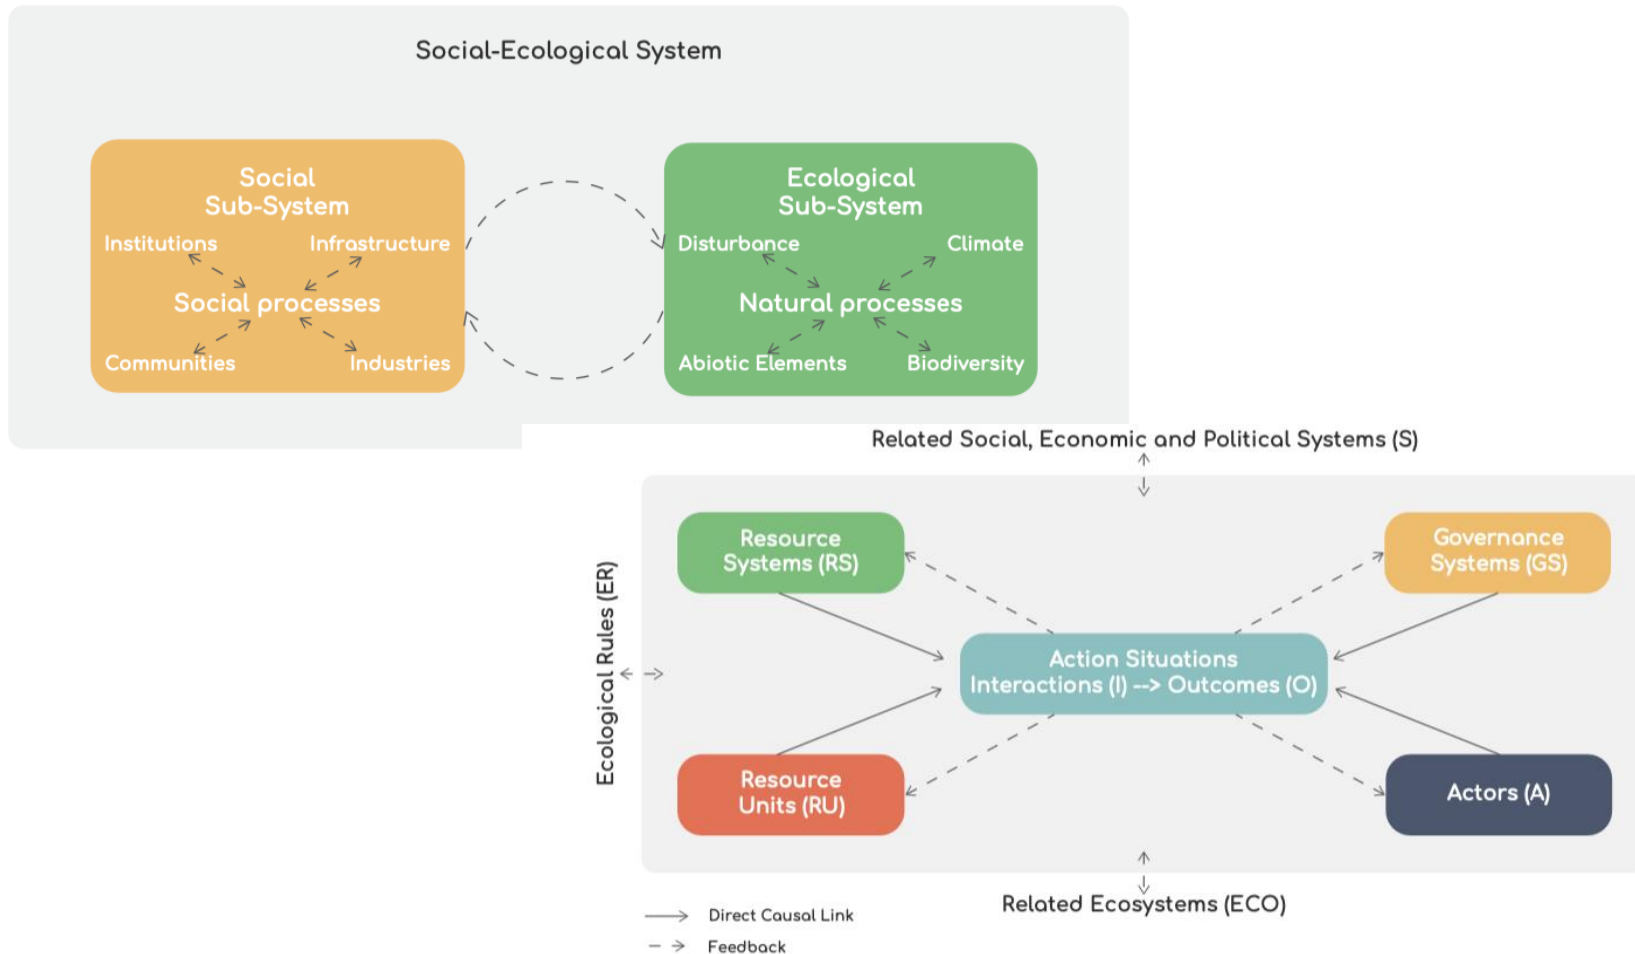 Social-Ecological System
Social
Sub-System
Institutions
Infrastructure
Social processes
Communities
Industries
Ecological
Sub-System
Disturbance
Climate
Natural processes
Abiotic Elements
Biodiversity
Related Social, Economic and Political Systems (S)
Resource
Systems (RS)
Governance
Systems (GS)
Ecological Rules (ER)
Action Situations
Interactions (I) --> Outcomes (O)
Resource
Units (RU)
Actors (A)
Related Ecosystems (ECO)
Direct Causal Link
Feedback